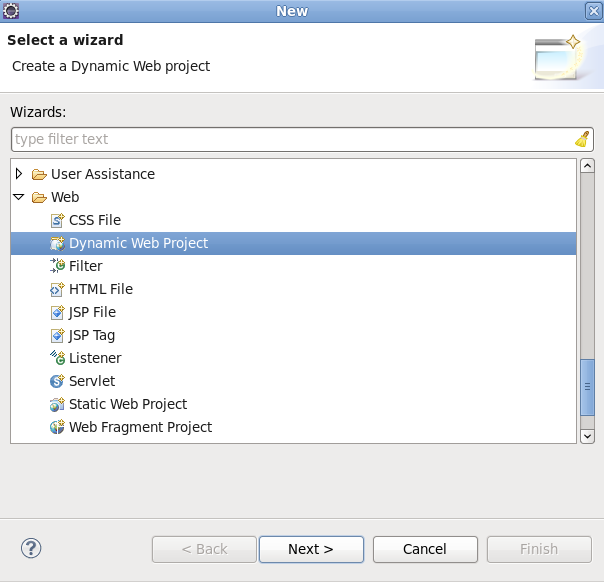 New
Select a wizard
Create a Dynamic Web project
Wizards:
type filter text
User Assistance
Web
CSS File
Dynamic Web Project
Filter
HTML File
JSP File
JSP Tag
Listener
Servlet
Static Web Project
Web Fragment Project
< Back Next > Cancel Finish